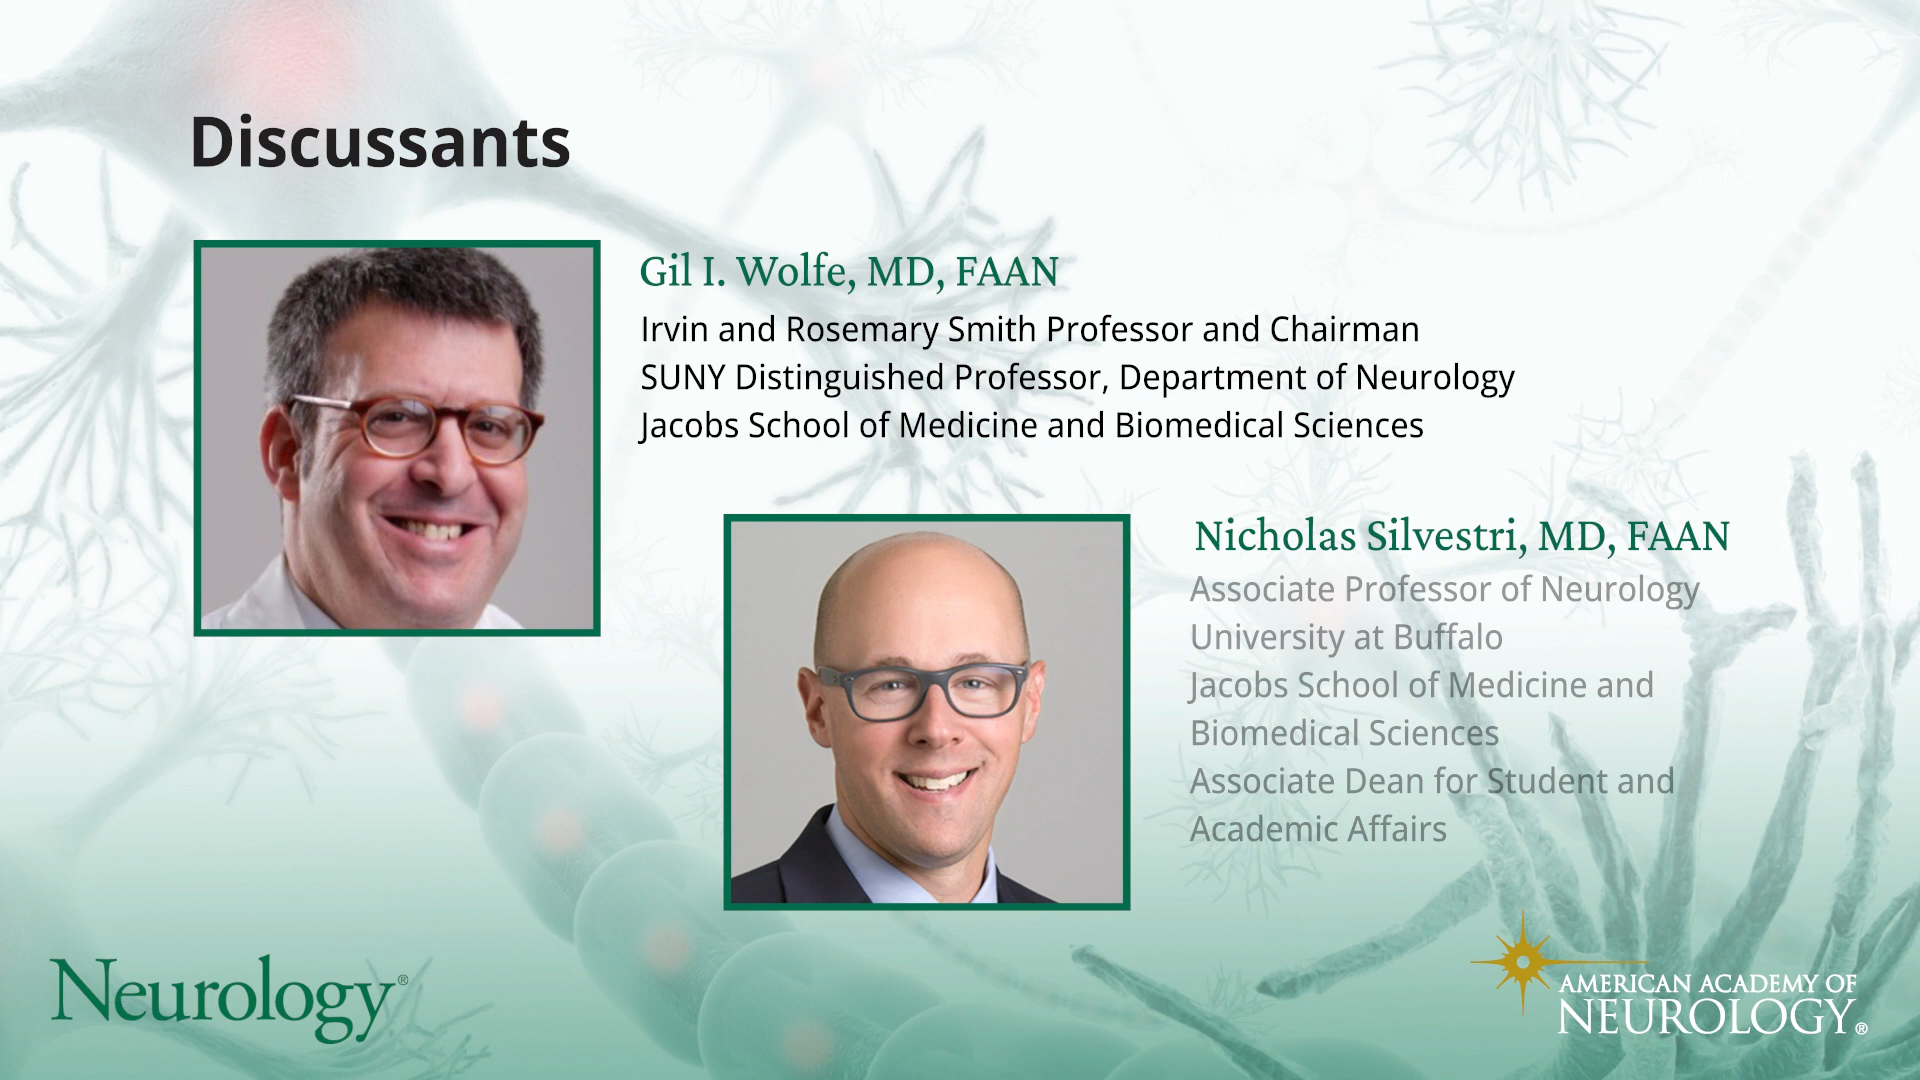 Discussants
Gil I. Wolfe, MD, FAAN
Irvin and Rosemary Smith Professor and Chairman
SUNY Distinguished Professor, Department of Neurology
Jacobs School of Medicine and Biomedical Sciences
Nicholas Silvestri, MD, FAAN
Associate Professor of Neurology
University at Buffalo
Jacobs School of Medicine and
Biomedical Sciences
Associate Dean for Student and
Academic Affairs
Neurology®
AMERICAN ACADEMY OF
NEUROLOGY®